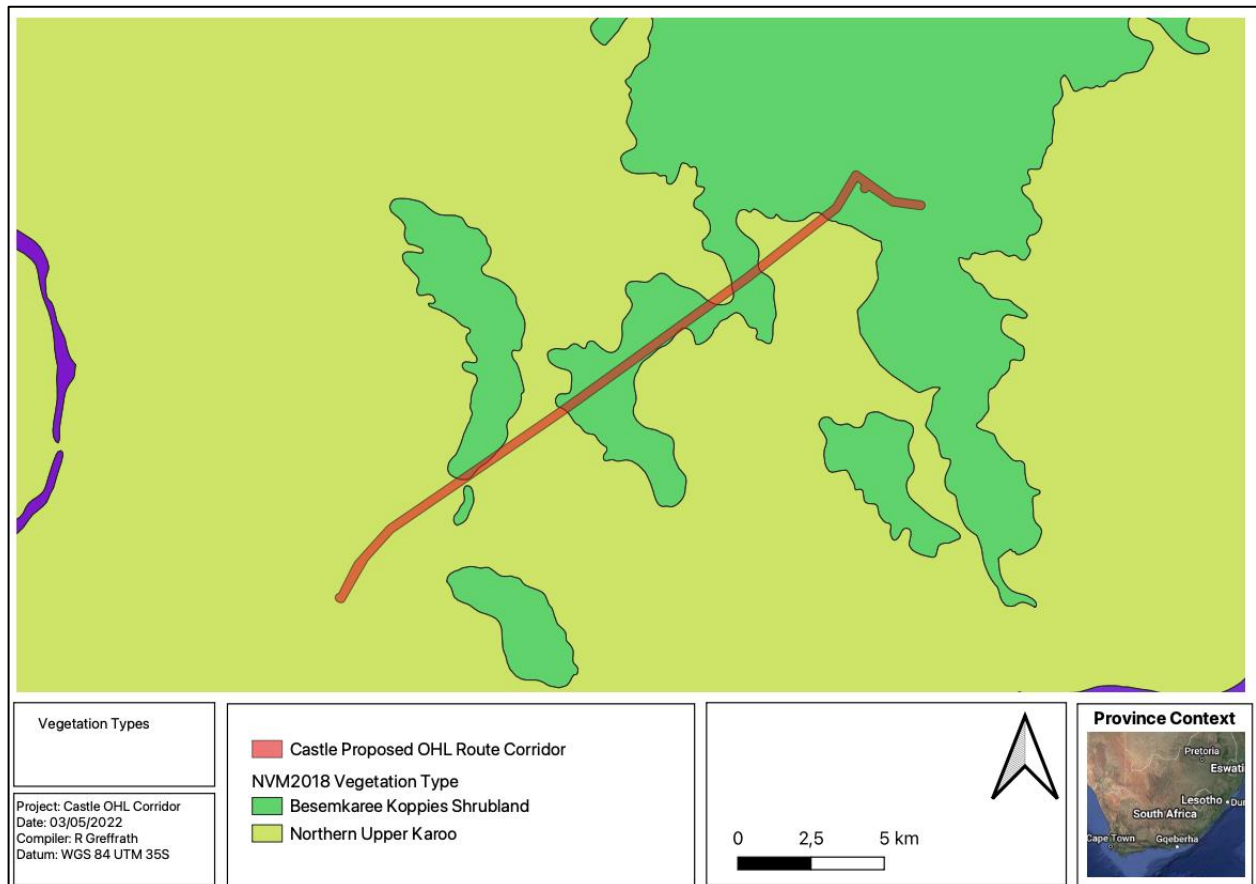 Vegetation Types
Project: Castle OHL Corridor
Date: 03/05/2022
Compiler: R Greffrath
Datum: WGS 84 UTM 35S
Castle Proposed OHL Route Corridor
NVM2018 Vegetation Type
Besemkaree Koppies Shrubland
Northern Upper Karoo
0 2,5 5 km
Province Context
Pretoria
Eswati
Lesotho
Dur
South Africa
Cape Town
Gqeberha